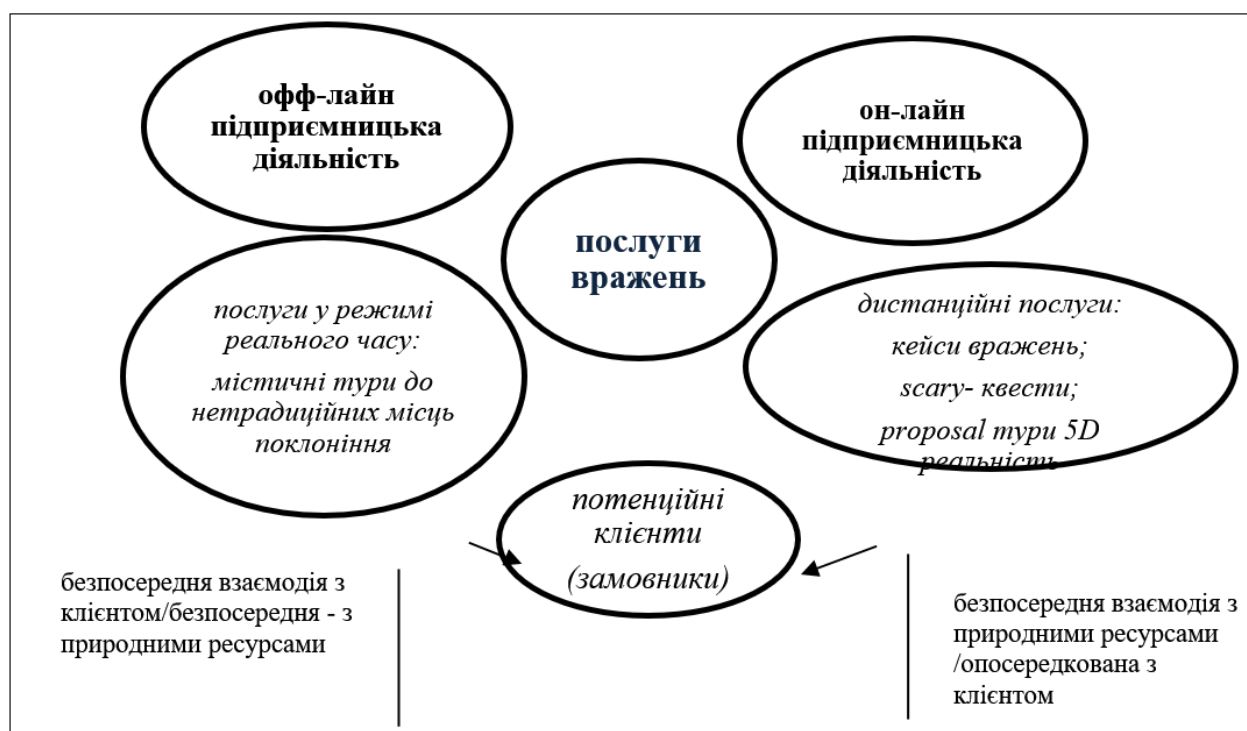 офф-лайн
підприємницька
діяльність
он-лайн
підприємницька
діяльність
послуги
вражень
послуги у режимі
реального часу:
містичні тури до
нетрадиційних місць
поклоніння
дистанційні послуги:
кейси вражень;
scary- квести;
proposal тури 5D
реальність
потенційні
клієнти
(замовники)
безпосередня взаємодія з
клієнтом/безпосередня - з
природними ресурсами
безпосередня взаємодія з
природними ресурсами
/опосередкована з
клієнтом